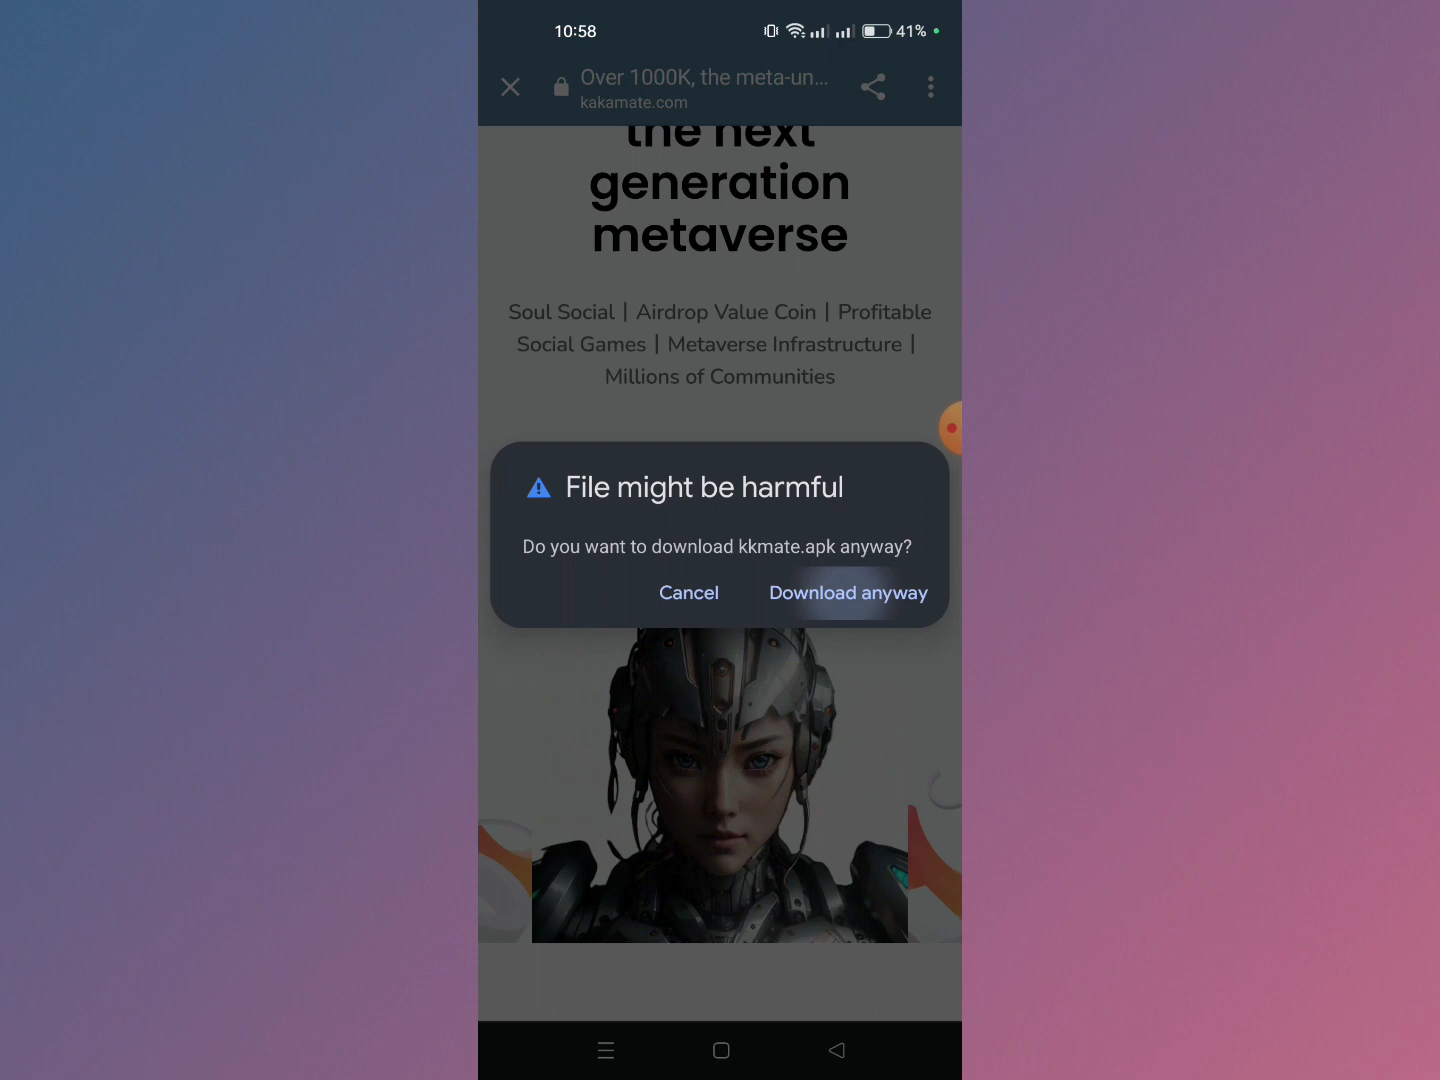 10:58
41%
Over 1000K, the meta-un...
kakamate.com
the next
generation
metaverse
Soul Social | Airdrop Value Coin | Profitable
Social Games | Metaverse Infrastructure |
Millions of Communities
File might be harmful
Do you want to download kkmate.apk anyway?
Cancel
Download anyway